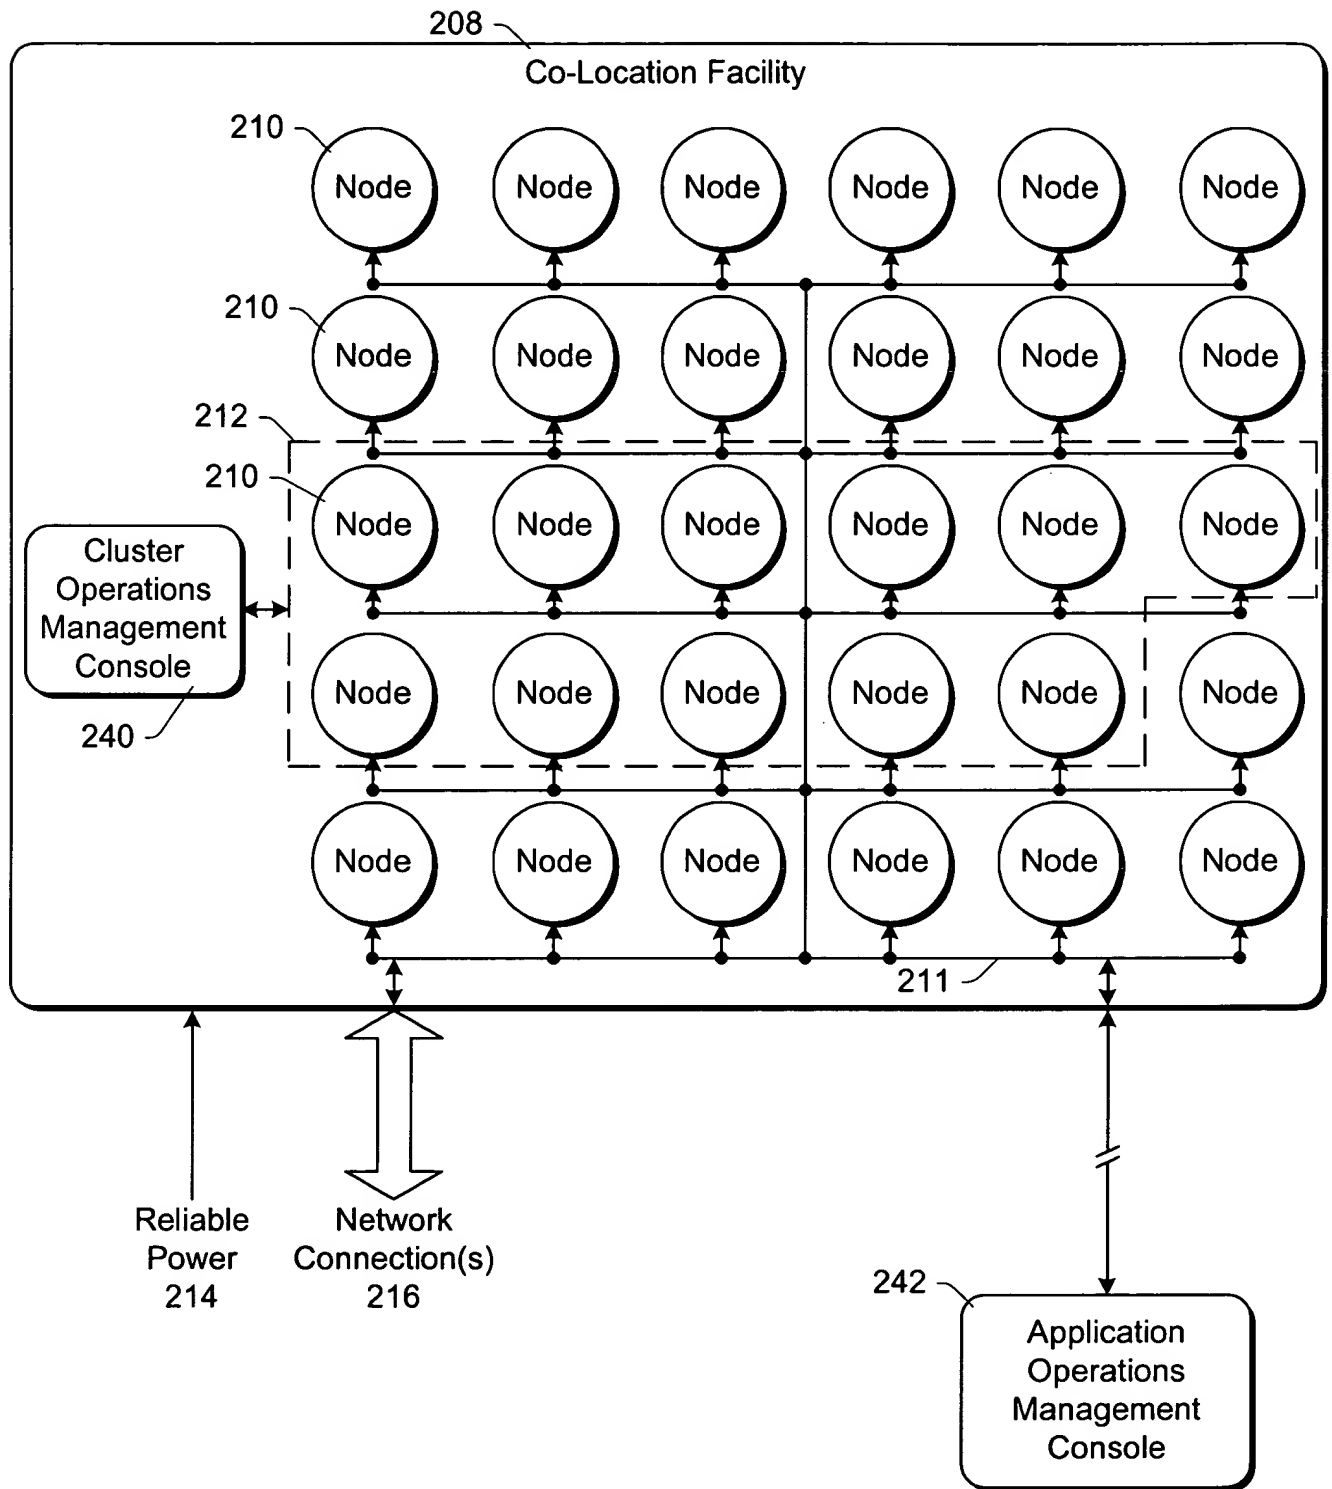 208
Co-Location Facility
210
Node Node Node Node Node Node
210
Node Node Node Node Node Node
212
210
Node Node Node Node Node Node
Cluster
Operations
Management
Console
240
Node Node Node Node Node Node
Node Node Node Node Node Node
211
Reliable
Power
214
Network
Connection(s)
216
242
Application
Operations
Management
Console